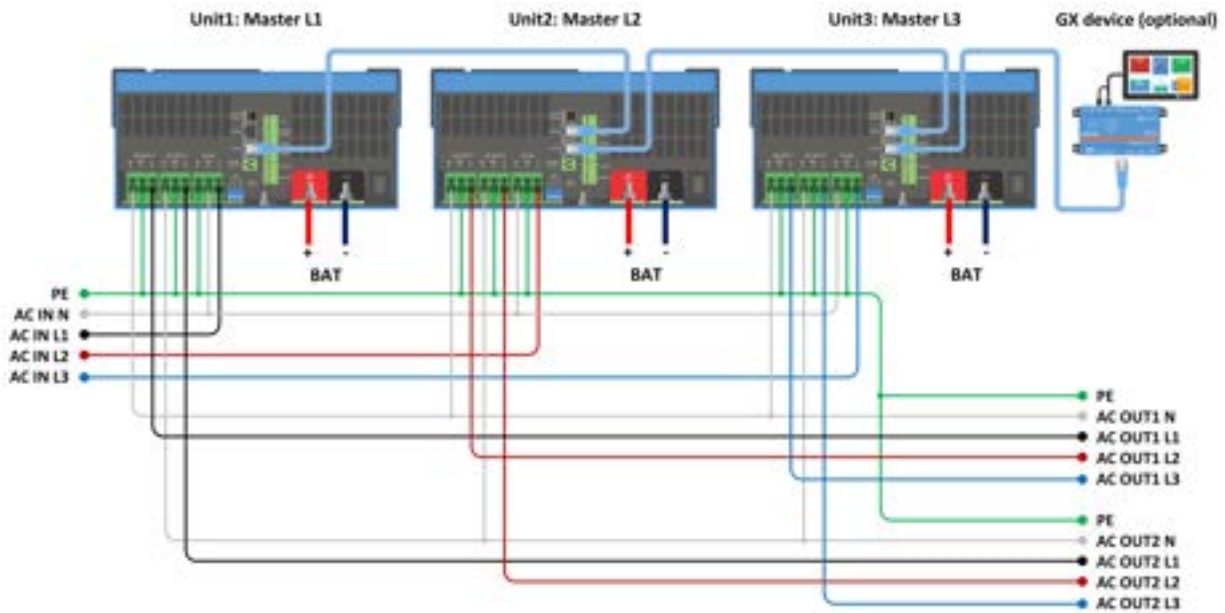 Unit1: Master L1
Unit2: Master L2
Unit3: Master L3
GX device (optional)
+
-
BAT
+
-
BAT
+
-
BAT
PE
AC IN N
AC IN L1
AC IN L2
AC IN L3
PE
AC OUT1 N
AC OUT1 L1
AC OUT1 L2
AC OUT1 L3
PE
AC OUT2 N
AC OUT2 L1
AC OUT2 L2
AC OUT2 L3